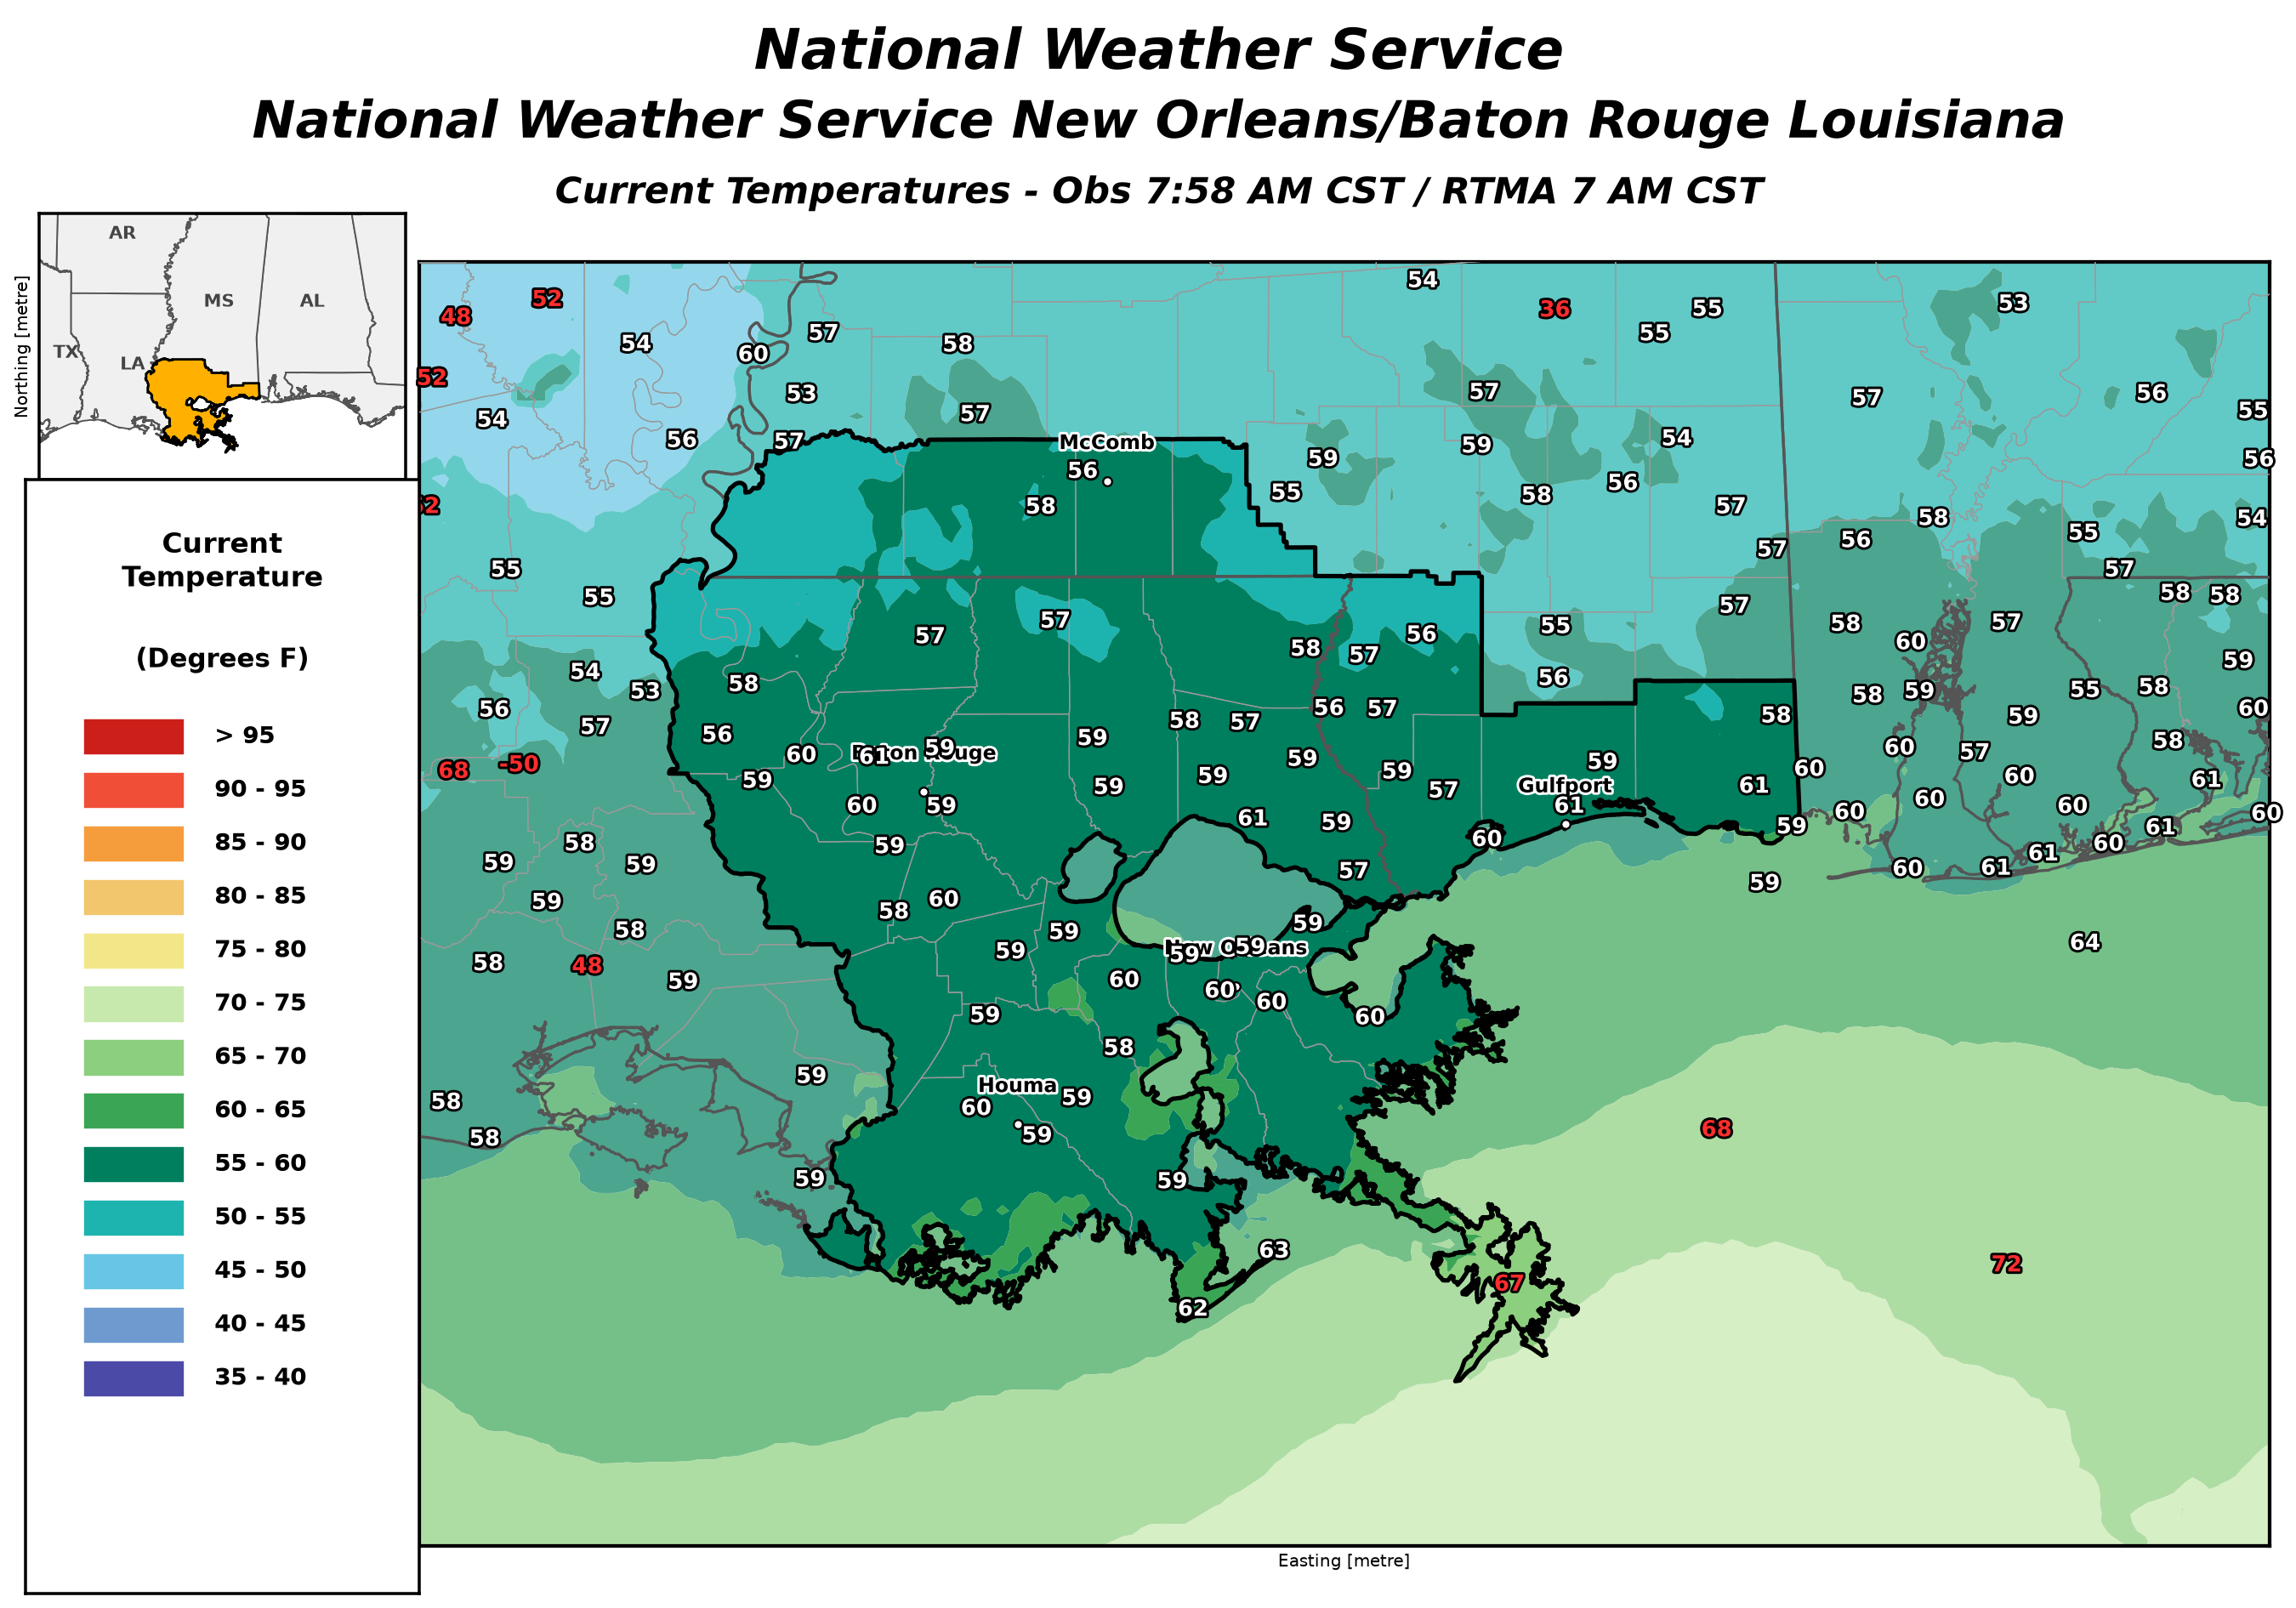 National Weather Service
National Weather Service New Orleans/Baton Rouge Louisiana
Current Temperatures - Obs 7:58 AM CST / RTMA 7 AM CST
AR
MS
AL
TX
LA
Northing [metre]
Current
Temperature
(Degrees F)
> 95
90 - 95
85 - 90
80 - 85
75 - 80
70 - 75
65 - 70
60 - 65
55 - 60
50 - 55
45 - 50
40 - 45
35 - 40
54
48 52 36 55 53
57 55
54 60 58
52 53 57 57 56
54 57 55
56 57 McComb 59 54
56 59 56
58 55 58 56
57 58 54
55 57 56 55
55 57
57 57 58 58
57 56 58 55 58 57
54 58 57 60
53 58 56 59 59
56 58 55 58
57 56 58 57 56 57 58 59 60
60 Baton Rouge 61 59 59 59 59 60 57 58
68 -50 59 59 59 59 60
59 57 Gulfport 61 61 60 61
60 59 61 60 60 60 60
58 59 61 59 60 59 61 60
59 59 57 60 61 61
59 58 60 59
58 59 59 59 64
58 48 59 New Orleans 59 59
59 60 60 60
59 60
58
59 Houma
58 60 59 68
58 59
59 59
63 72
62 67
Easting [metre]